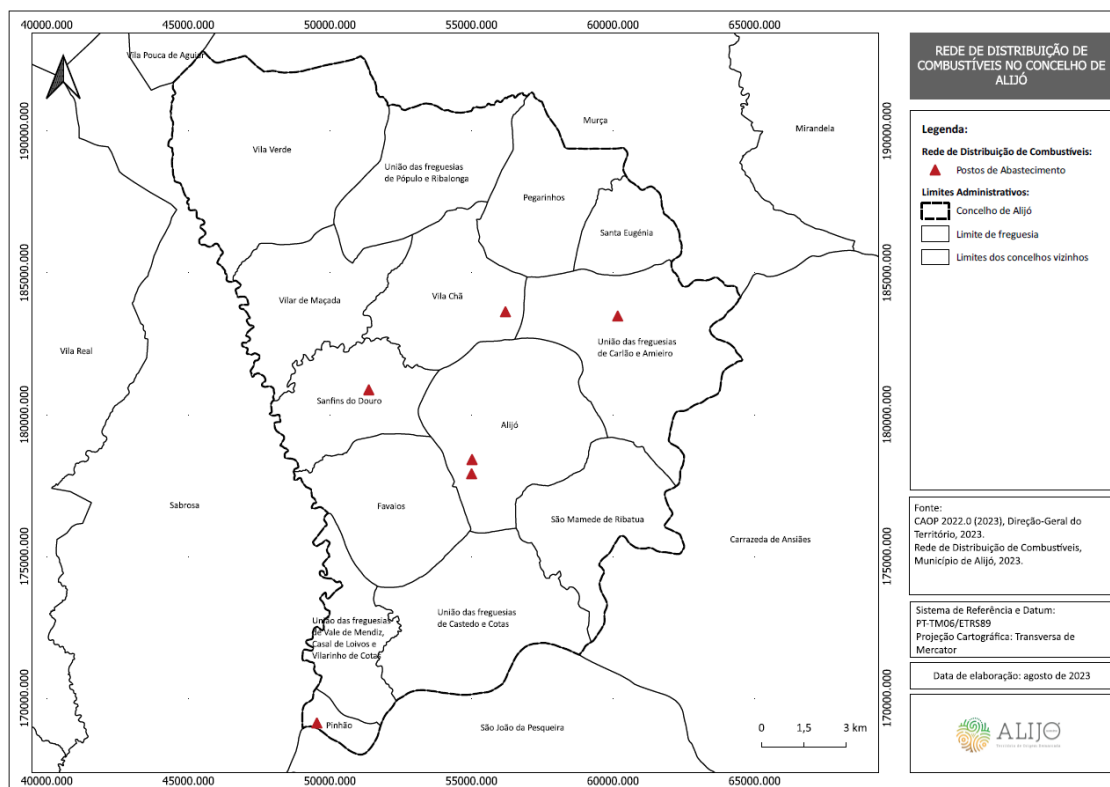 40000.000 45000.000 50000.000 55000.000 60000.000 65000.000
190000.000
185000.000
180000.000
175000.000
170000.000
Vila Pouca de Aguiar
Murça
Mirandela
Vila Verde
União das freguesias
de Pópulo e Ribalonga
Pegarinhos
Santa Eugénia
Vilar de Maçada
Vila Chã
União das freguesias
de Carlão e Amieiro
Vila Real
Sanfins do Douro
Alijó
Sabrosa
Favaios
São Mamede de Ribatua
Carrazeda de Ansiães
União das freguesias
de Vale de Mendiz,
Casal de Loivos e
Vilarinho de Cotas
União das freguesias
de Castedo e Cotas
Pinhão
São João da Pesqueira
0 1,5 3 km
190000.000
185000.000
180000.000
175000.000
170000.000
40000.000 45000.000 50000.000 55000.000 60000.000 65000.000
REDE DE DISTRIBUIÇÃO DE
COMBUSTÍVEIS NO CONCELHO DE
ALIJÓ
Legenda:
Rede de Distribuição de Combustíveis:
Postos de Abastecimento
Limites Administrativos:
Concelho de Alijó
Limite de freguesia
Limites dos concelhos vizinhos
Fonte:
CAOP 2022.0 (2023), Direção-Geral do
Território, 2023.
Rede de Distribuição de Combustíveis,
Município de Alijó, 2023.
Sistema de Referência e Datum:
PT-TM06/ETRS89
Projeção Cartográfica: Transversa de
Mercator
Data de elaboração: agosto de 2023
ALIJÓ